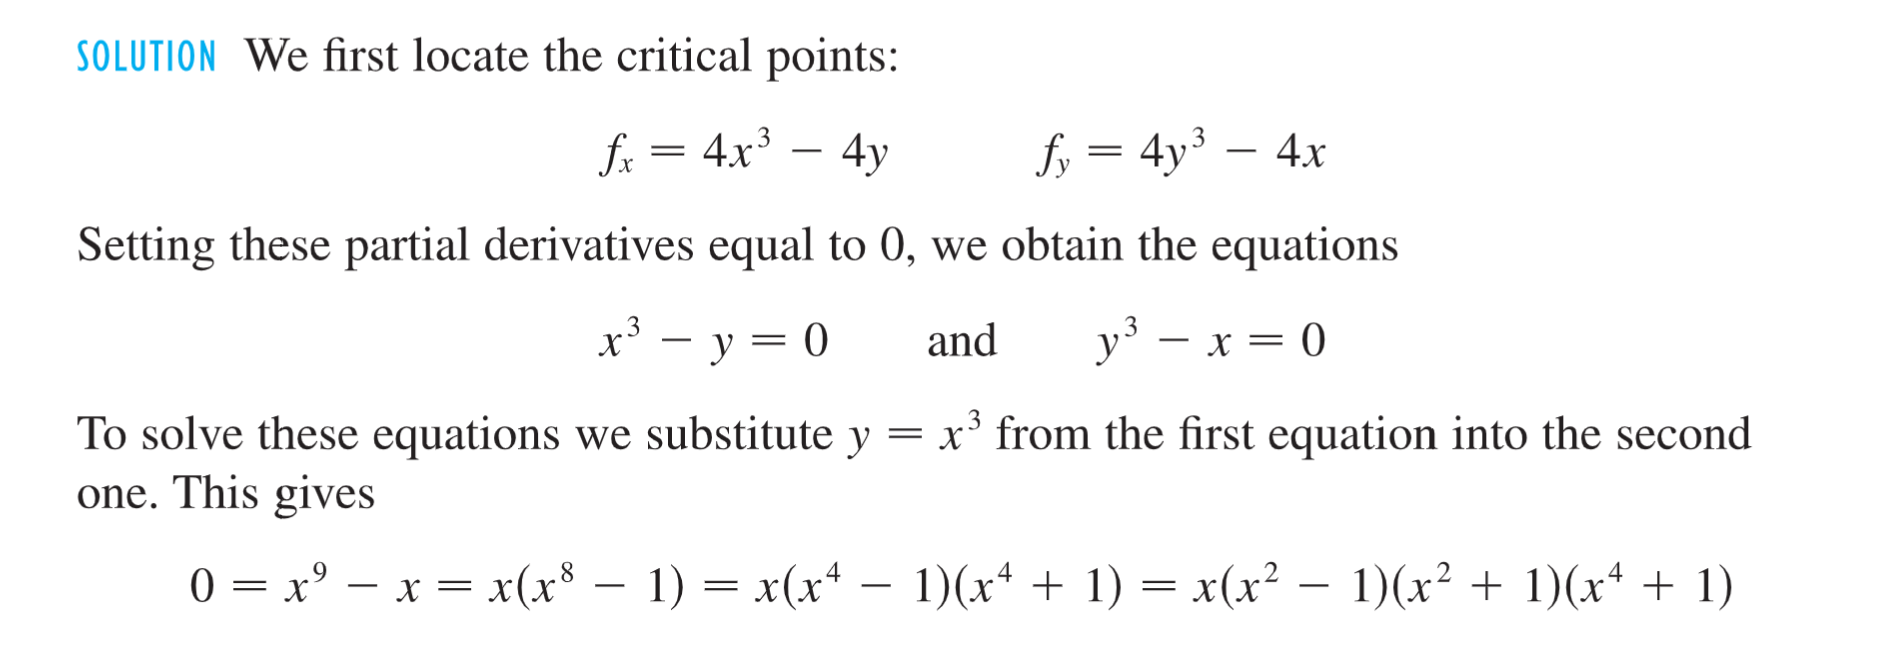 SOLUTION We first locate the critical points:
fₓ = 4x³ − 4y f_y = 4y³ − 4x
Setting these partial derivatives equal to 0, we obtain the equations
x³ − y = 0 and y³ − x = 0
To solve these equations we substitute y = x³ from the first equation into the second
one. This gives
0 = x⁹ − x = x(x⁸ − 1) = x(x⁴ − 1)(x⁴ + 1) = x(x² − 1)(x² + 1)(x⁴ + 1)